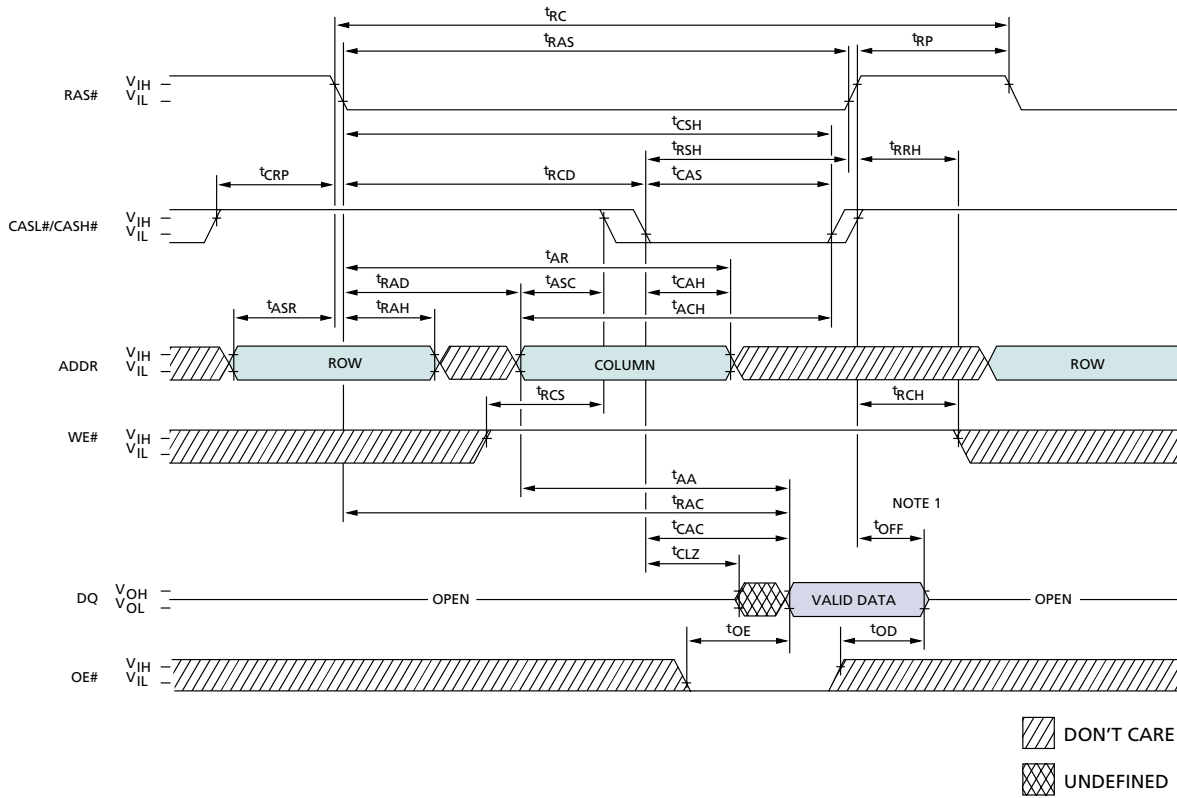 tRC
tRAS
tRP
RAS#
VIH
VIL
tCSH
tRSH
tRRH
tCRP
tRCD
tCAS
CASL#/CASH#
VIH
VIL
tAR
tRAD
tASC
tCAH
tASR
tRAH
tACH
ADDR
VIH
VIL
ROW
COLUMN
ROW
tRCS
tRCH
WE#
VIH
VIL
tAA
tRAC
NOTE 1
tCAC
tOFF
tCLZ
DQ
VOH
VOL
OPEN
VALID DATA
OPEN
tOE
tOD
OE#
VIH
VIL
DON'T CARE
UNDEFINED